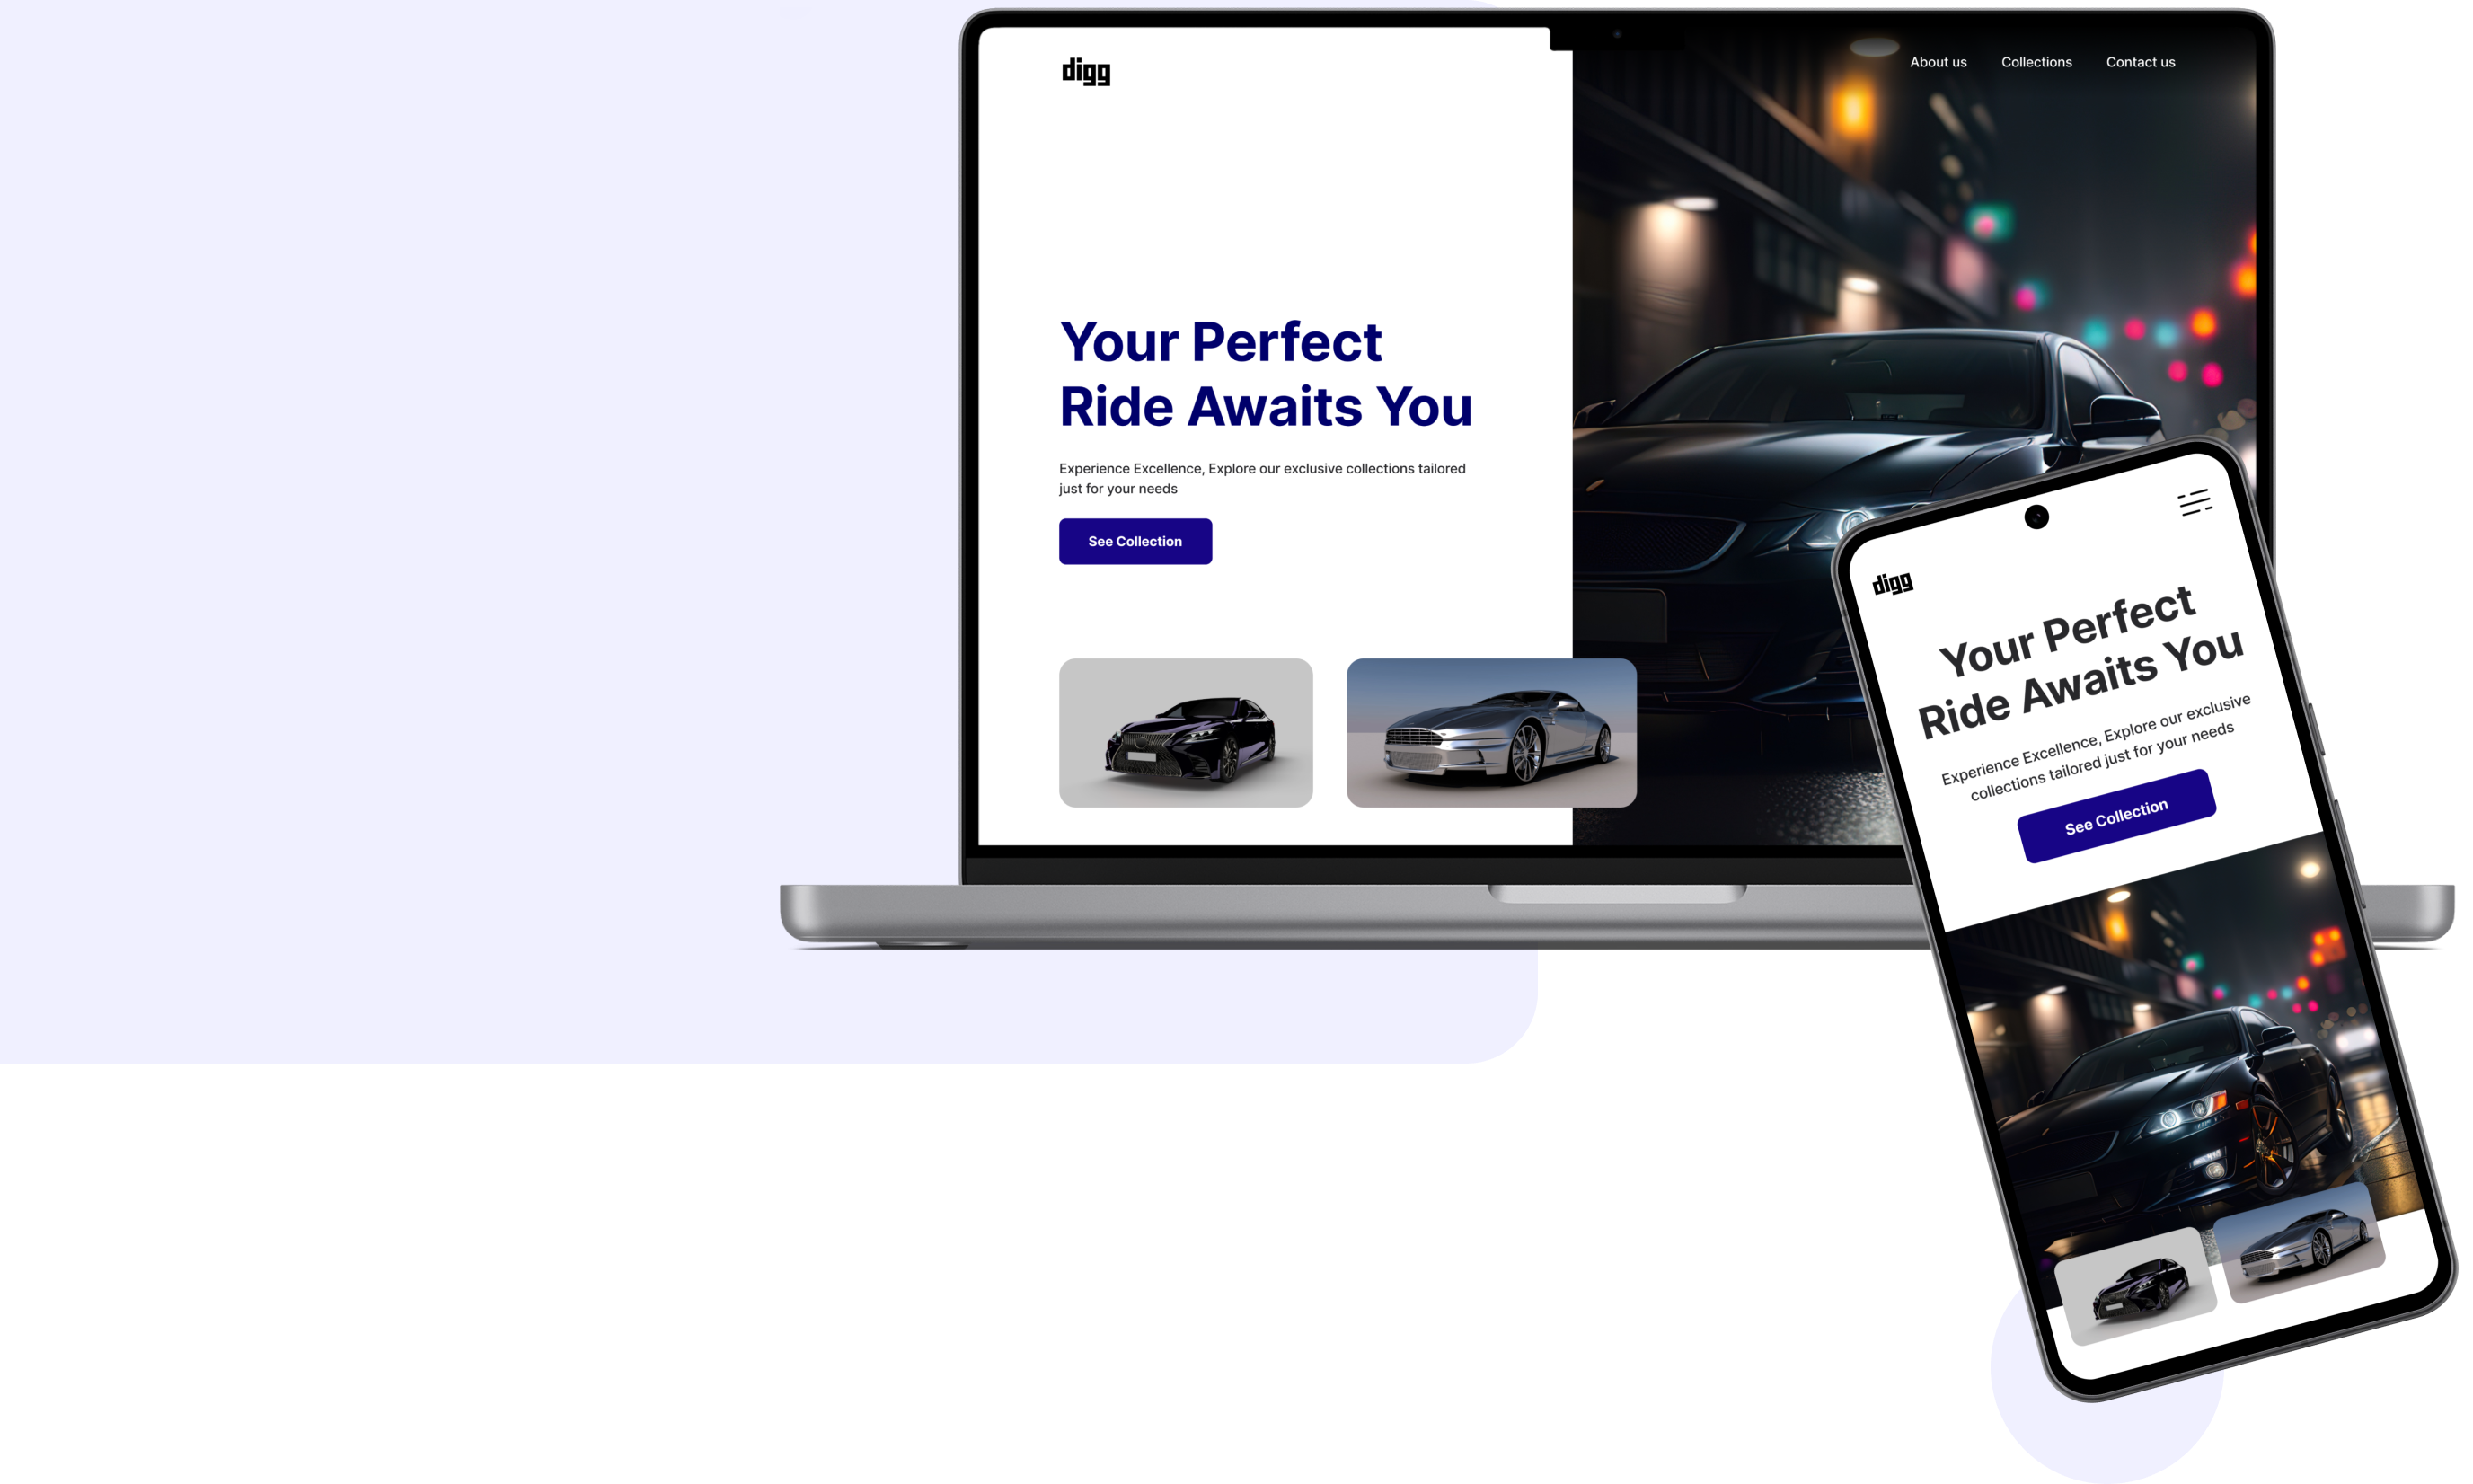 digg
About us
Collections
Contact us
Your Perfect
Ride Awaits You
Experience Excellence, Explore our exclusive collections tailored
just for your needs
See Collection
digg
Your Perfect
Ride Awaits You
Experience Excellence, Explore our exclusive
collections tailored just for your needs
See Collection